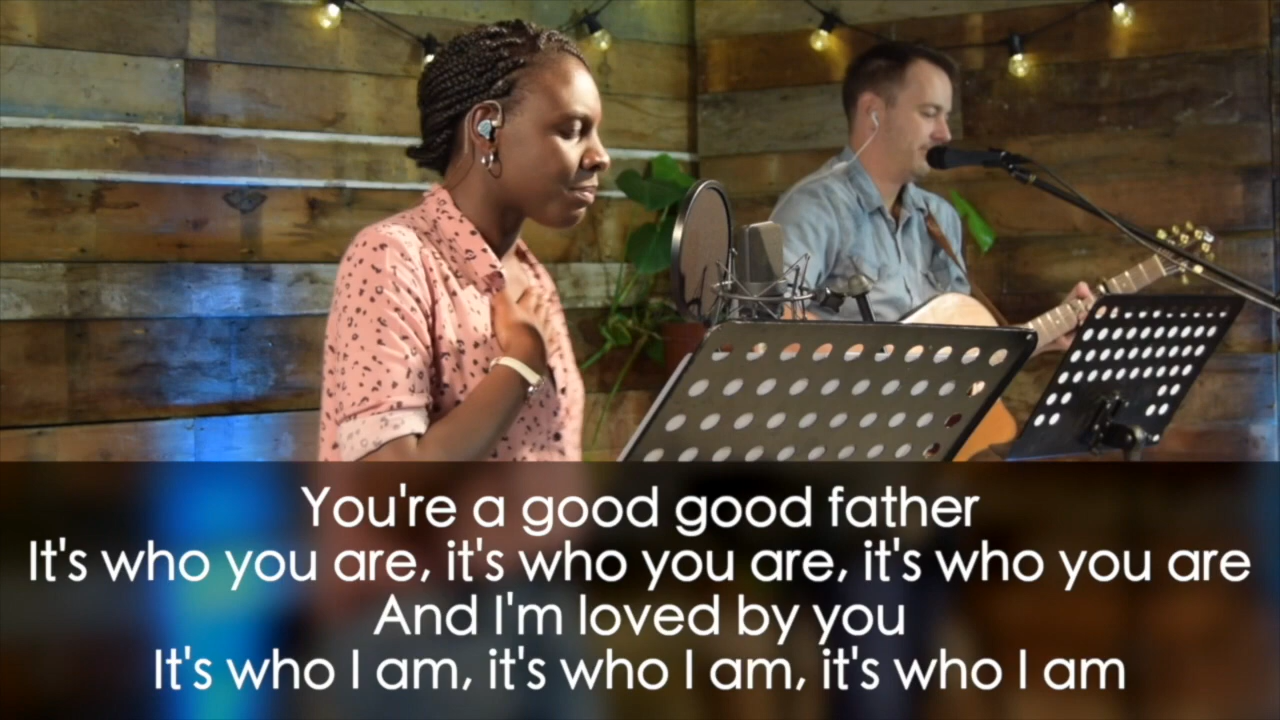 You're a good good father
It's who you are, it's who you are, it's who you are
And I'm loved by you
It's who I am, it's who I am, it's who I am